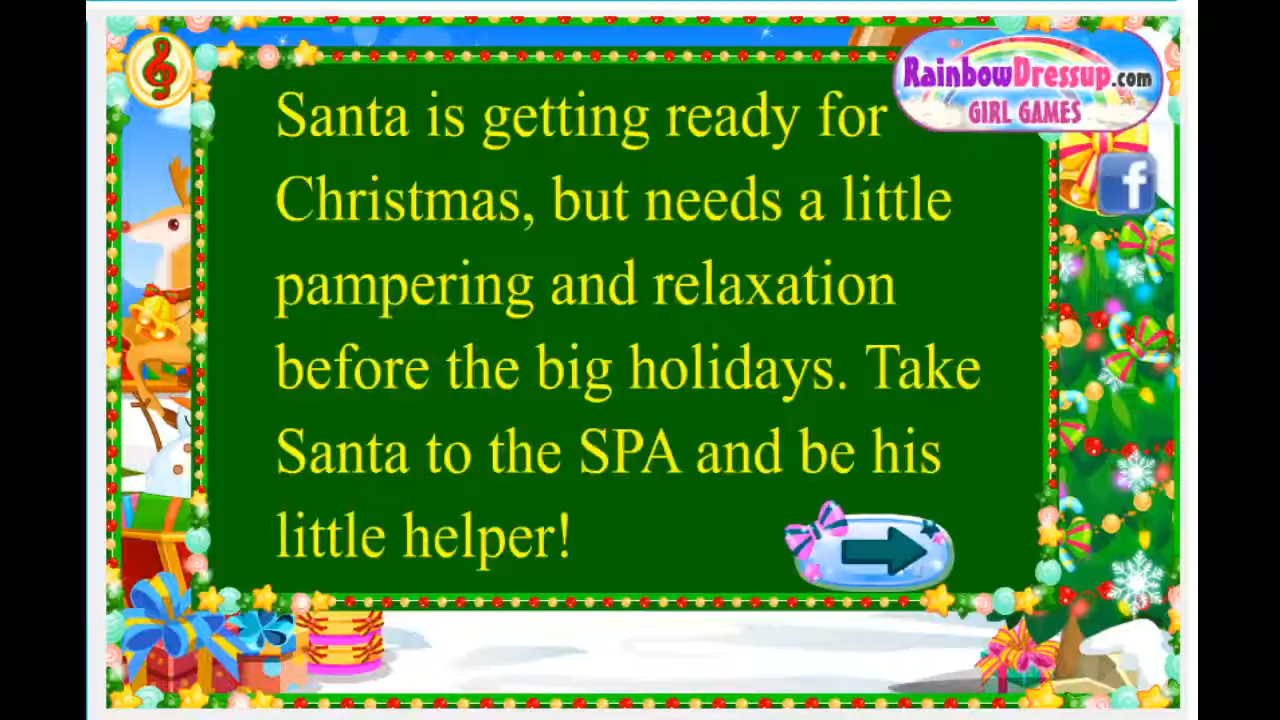 Santa is getting ready for
Christmas, but needs a little
pampering and relaxation
before the big holidays. Take
Santa to the SPA and be his
little helper!
RainbowDressup.com
GIRL GAMES
f